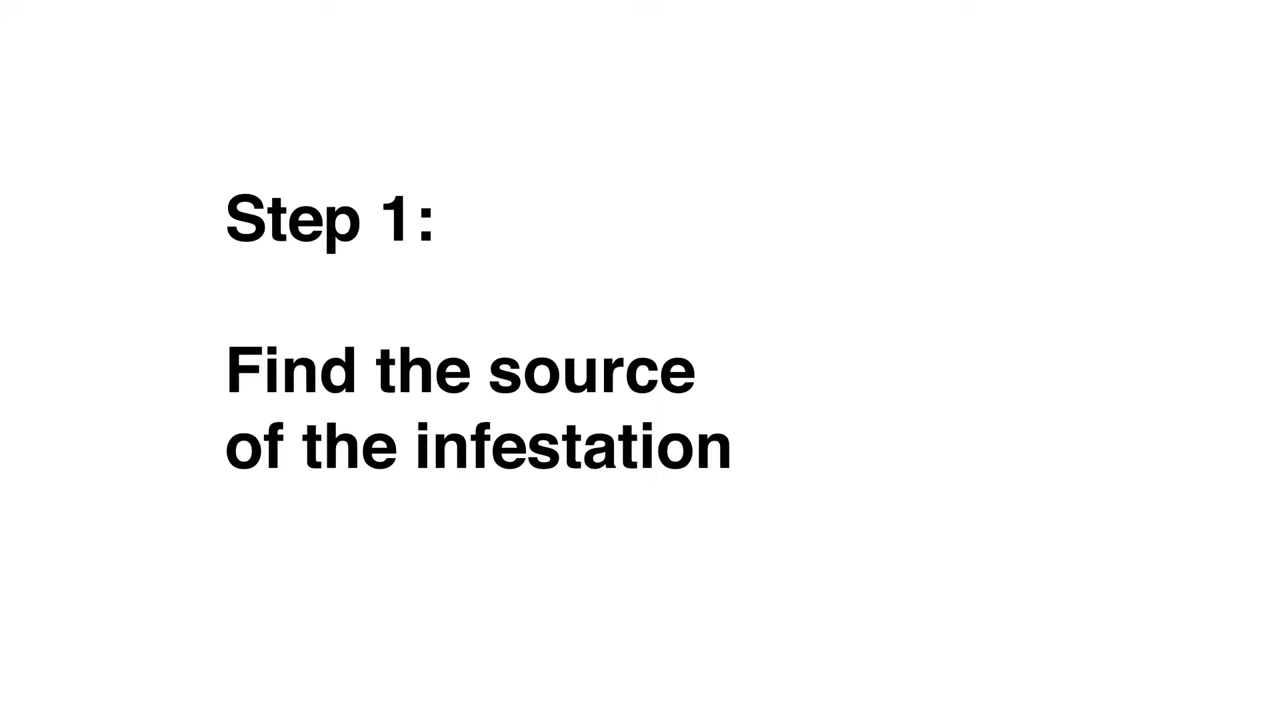 Step 1:
Find the source
of the infestation